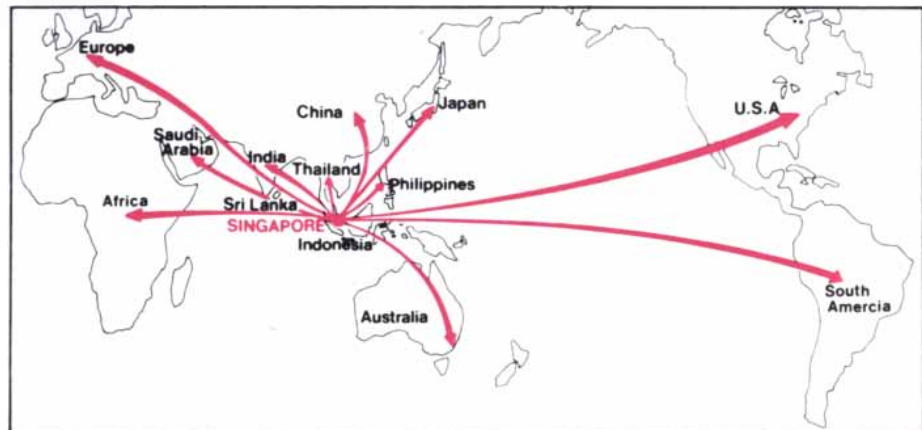 Europe
China
Japan
U.S.A
Saudi
Arabia
India
Thailand
Philippines
Africa
Sri Lanka
SINGAPORE
Indonesia
Australia
South
Amercia